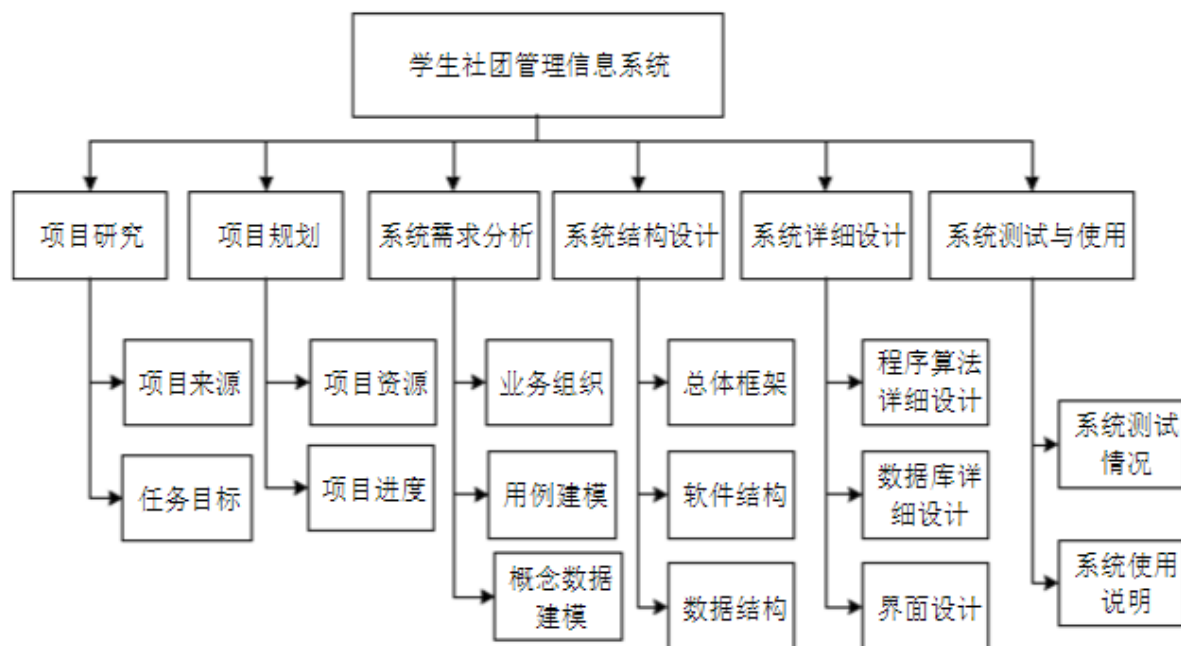 学生社团管理信息系统
项目研究
项目规划
系统需求分析
系统结构设计
系统详细设计
系统测试与使用
项目来源
任务目标
项目资源
项目进度
业务组织
用例建模
概念数据
建模
总体框架
软件结构
数据结构
程序算法
详细设计
数据库详
细设计
界面设计
系统测试
情况
系统使用
说明